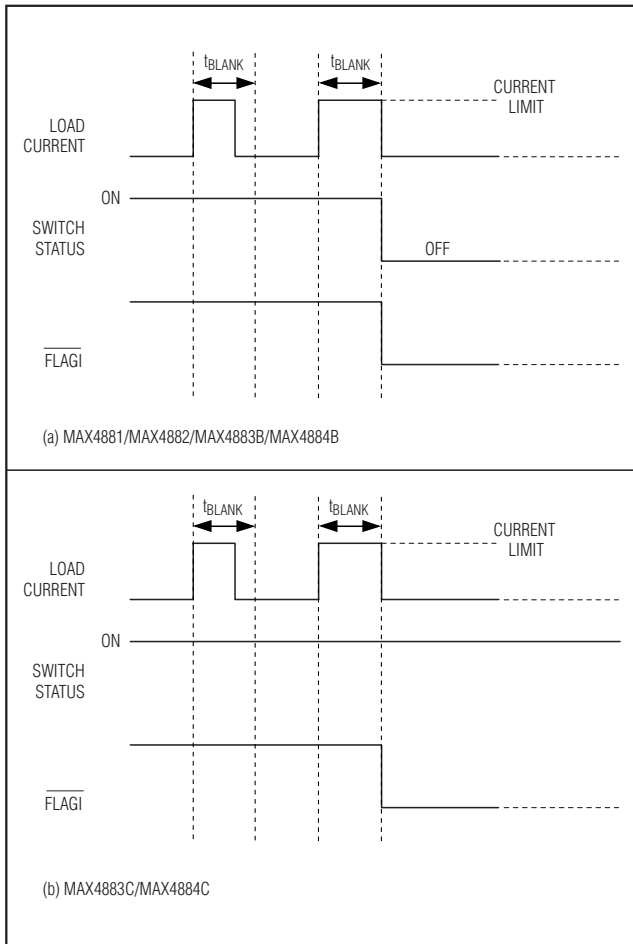 tBLANK tBLANK
CURRENT
LIMIT
LOAD
CURRENT
ON
SWITCH
STATUS
OFF
FLAGI
(a) MAX4881/MAX4882/MAX4883B/MAX4884B
tBLANK tBLANK
CURRENT
LIMIT
LOAD
CURRENT
ON
SWITCH
STATUS
FLAGI
(b) MAX4883C/MAX4884C